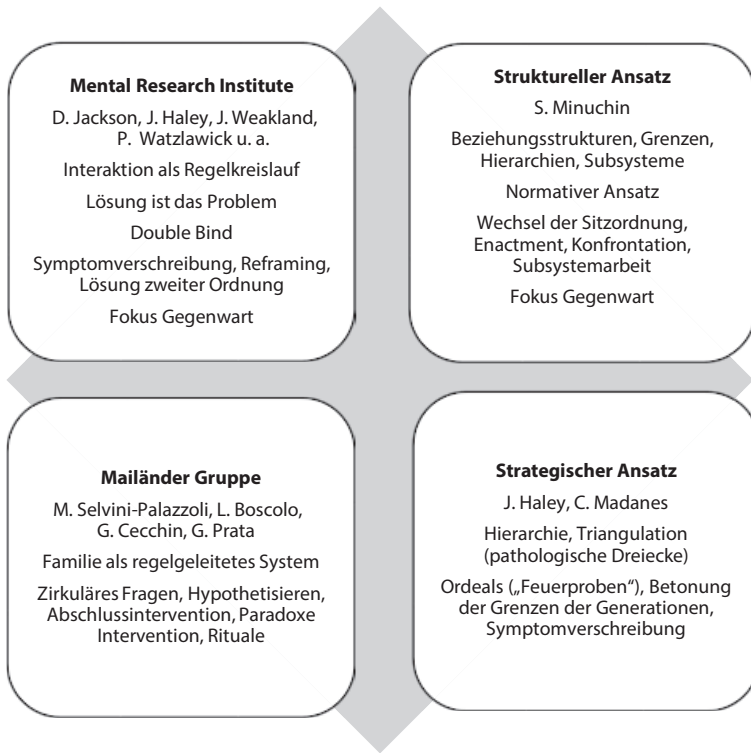 Mental Research Institute
D. Jackson, J. Haley, J. Weakland,
P. Watzlawick u. a.
Interaktion als Regelkreislauf
Lösung ist das Problem
Double Bind
Symptomverschreibung, Reframing,
Lösung zweiter Ordnung
Fokus Gegenwart
Struktureller Ansatz
S. Minuchin
Beziehungsstrukturen, Grenzen,
Hierarchien, Subsysteme
Normativer Ansatz
Wechsel der Sitzordnung,
Enactment, Konfrontation,
Subsystemarbeit
Fokus Gegenwart
Mailänder Gruppe
M. Selvini-Palazzoli, L. Boscolo,
G. Cecchin, G. Prata
Familie als regelgeleitetes System
Zirkuläres Fragen, Hypothetisieren,
Abschlussintervention, Paradoxe
Intervention, Rituale
Strategischer Ansatz
J. Haley, C. Madanes
Hierarchie, Triangulation
(pathologische Dreiecke)
Ordeals („Feuerproben“), Betonung
der Grenzen der Generationen,
Symptomverschreibung